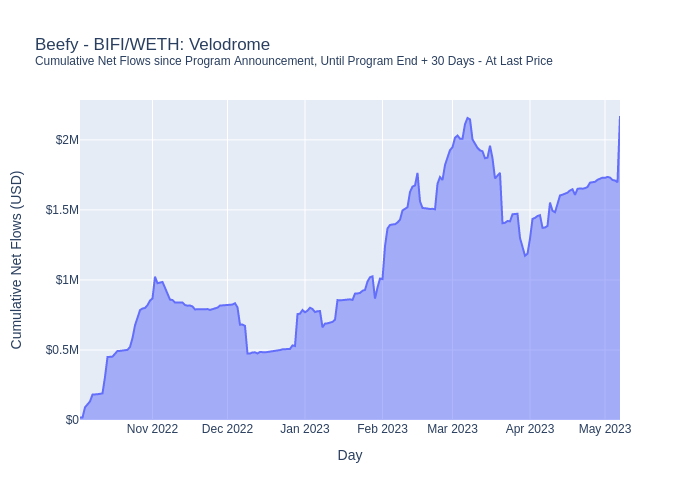 Beefy - BIFI/WETH: Velodrome
Cumulative Net Flows since Program Announcement, Until Program End + 30 Days - At Last Price
$2M
$1.5M
$1M
$0.5M
$0
Cumulative Net Flows (USD)
Nov 2022
Dec 2022
Jan 2023
Feb 2023
Mar 2023
Apr 2023
May 2023
Day